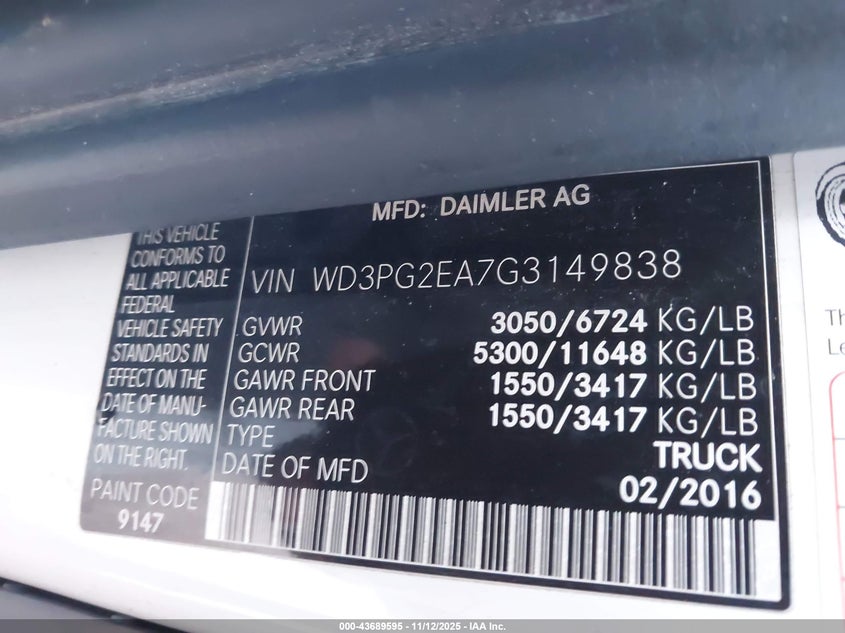 MFD: DAIMLER AG
THIS VEHICLE
CONFORMS TO
ALL APPLICABLE
FEDERAL
VEHICLE SAFETY
STANDARDS IN
EFFECT ON THE
DATE OF MANU-
FACTURE SHOWN
ON THE RIGHT.
PAINT CODE
9147
VIN WD3PG2EA7G3149838
GVWR 3050/6724 KG/LB
GCWR 5300/11648 KG/LB
GAWR FRONT 1550/3417 KG/LB
GAWR REAR 1550/3417 KG/LB
TYPE TRUCK
DATE OF MFD 02/2016
Th
Le
000-43689595 - 11/12/2025 - IAA Inc.